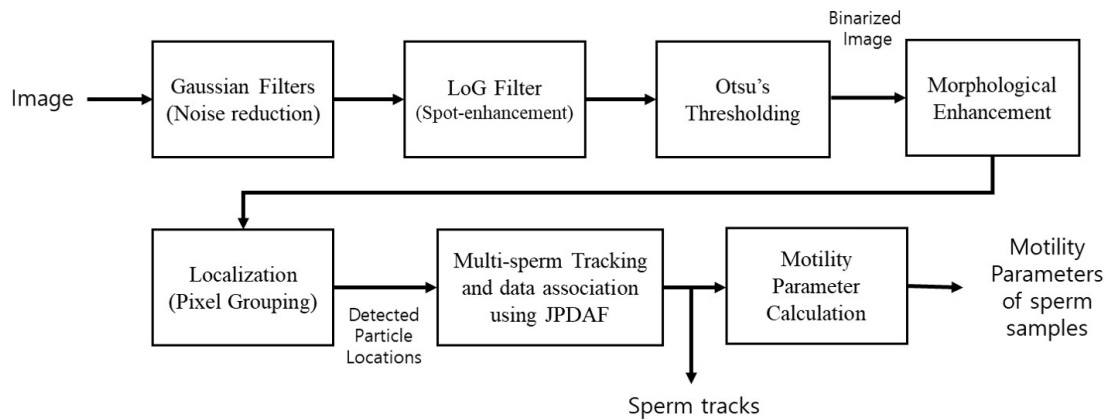 Image
Gaussian Filters
(Noise reduction)
LoG Filter
(Spot-enhancement)
Otsu's
Thresholding
Binarized
Image
Morphological
Enhancement
Localization
(Pixel Grouping)
Detected
Particle
Locations
Multi-sperm Tracking
and data association
using JPDAF
Sperm tracks
Motility
Parameter
Calculation
Motility
Parameters
of sperm
samples